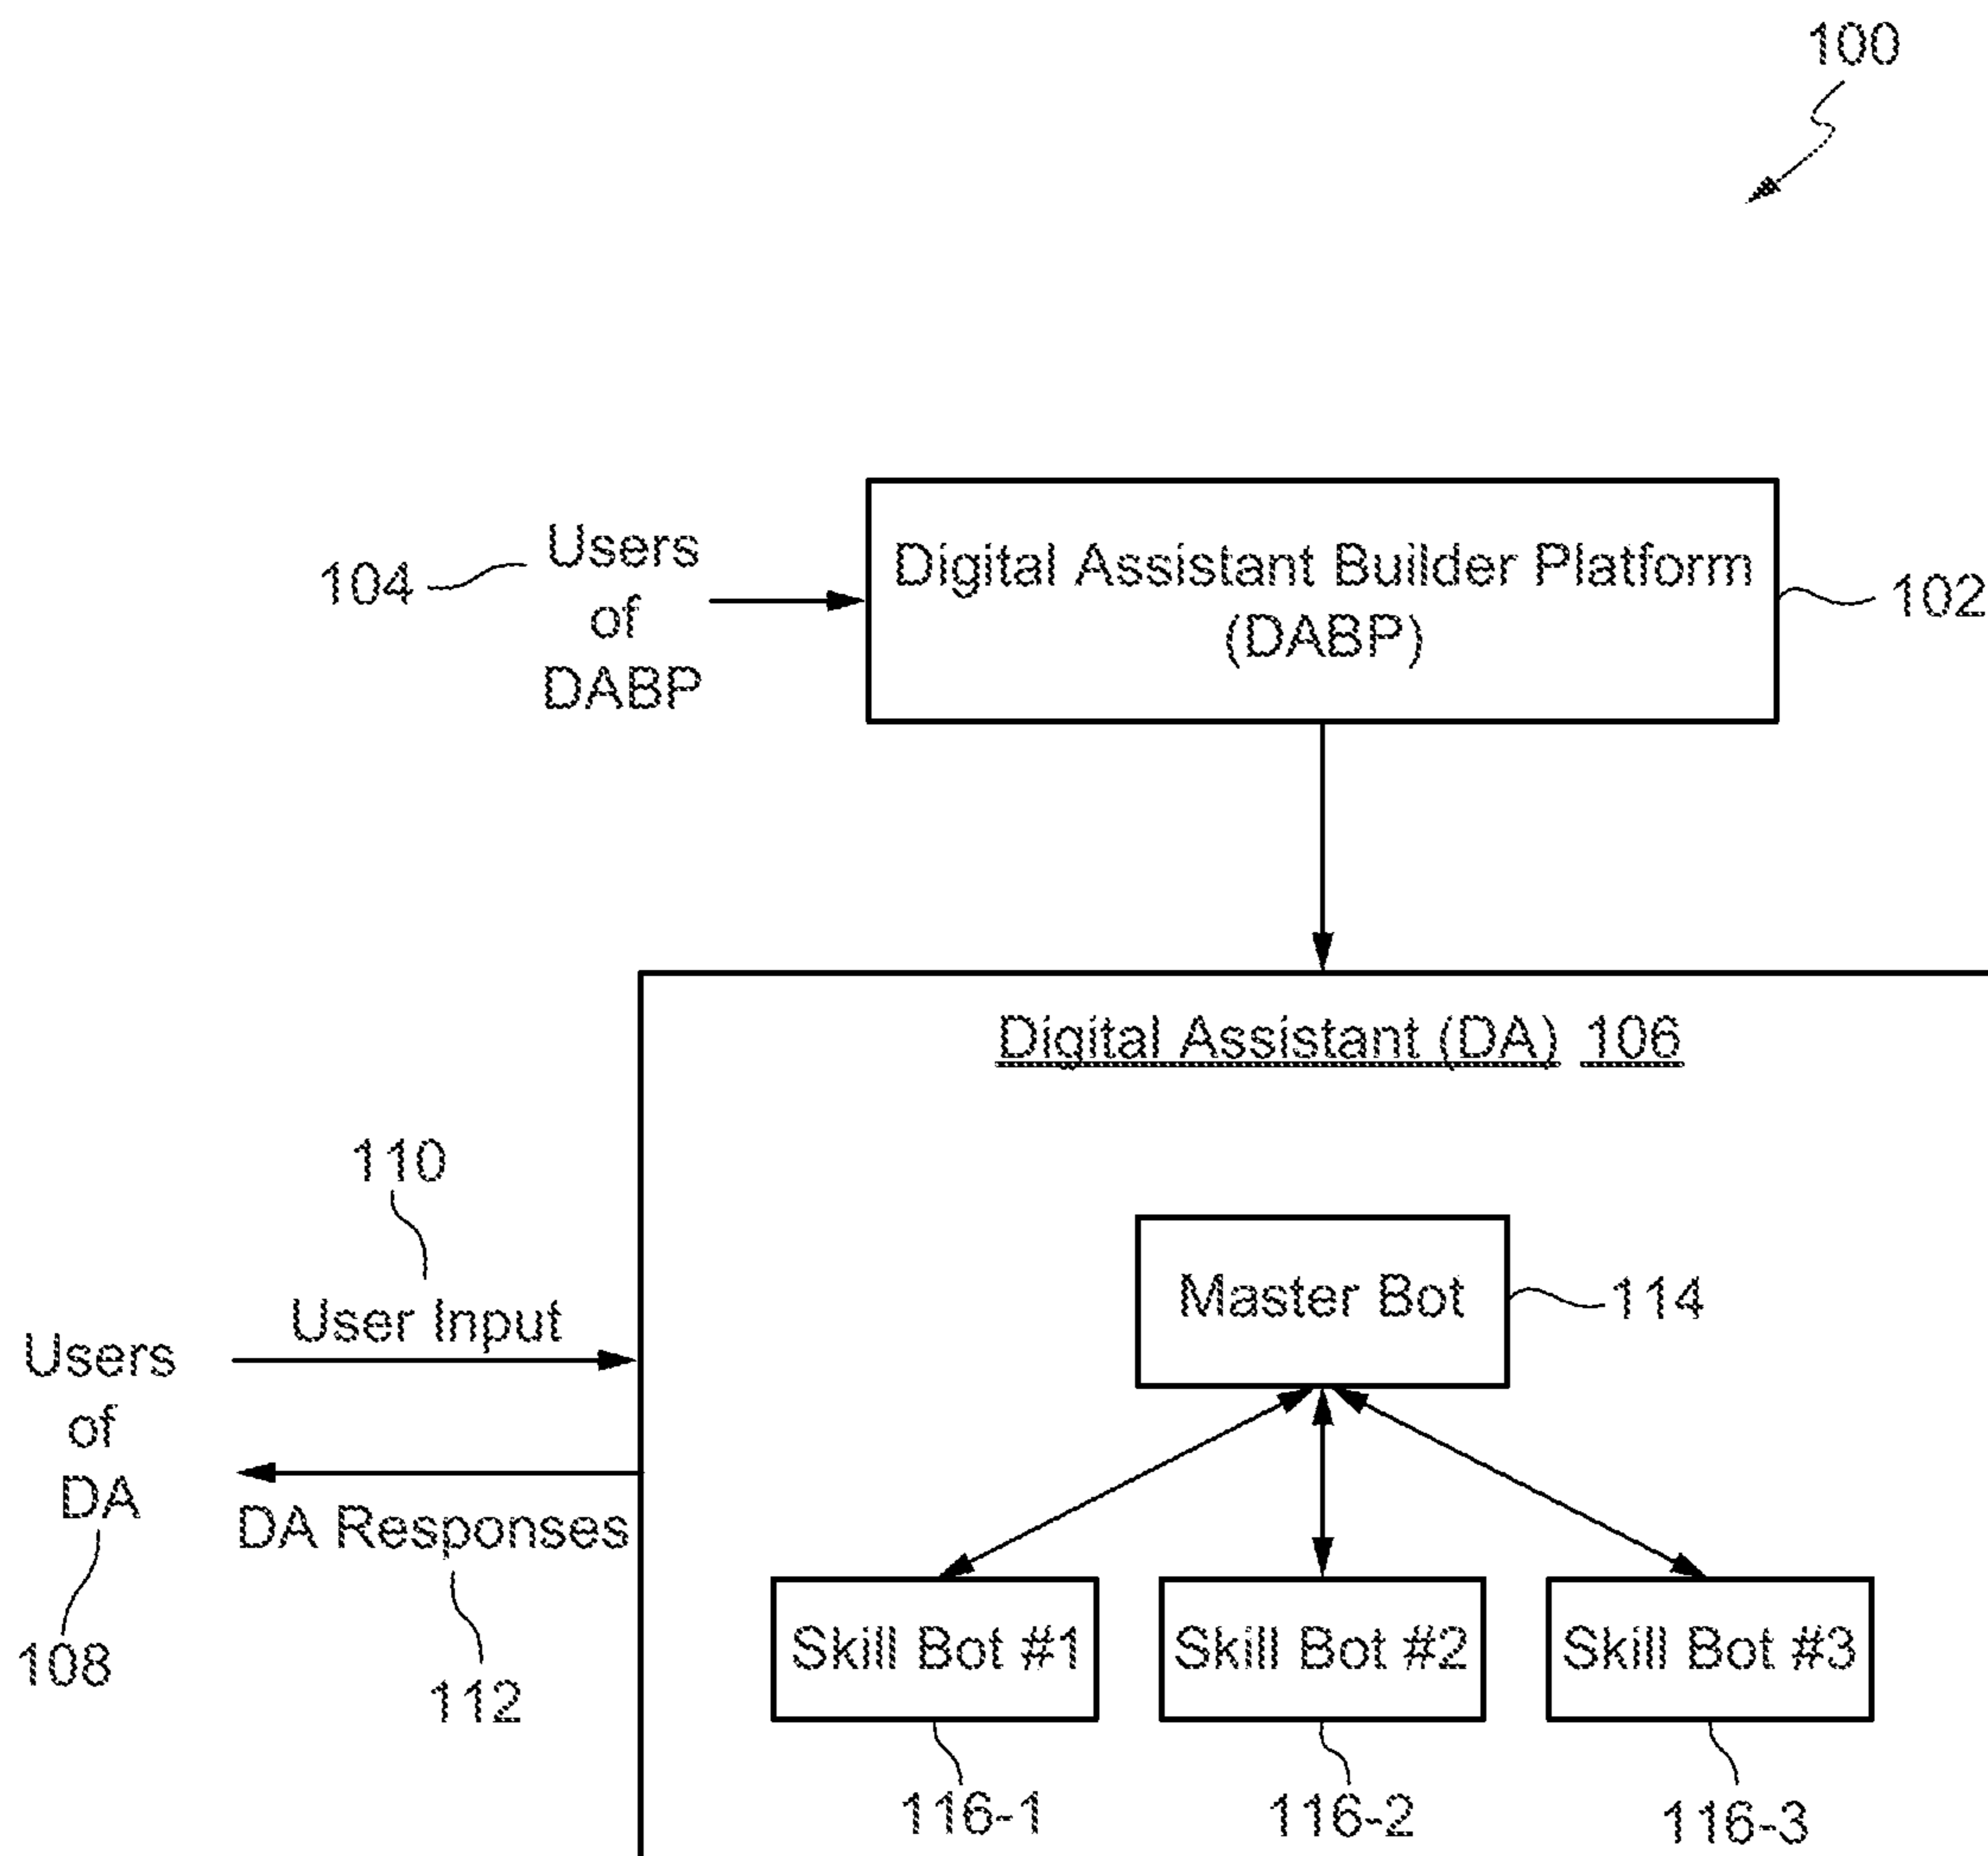 100
104
Users
of
DABP
Digital Assistant Builder Platform
(DABP)
102
Digital Assistant (DA) 106
110
User Input
Users
of
DA
DA Responses
108
112
Master Bot
114
Skill Bot #1
Skill Bot #2
Skill Bot #3
116-1
116-2
116-3